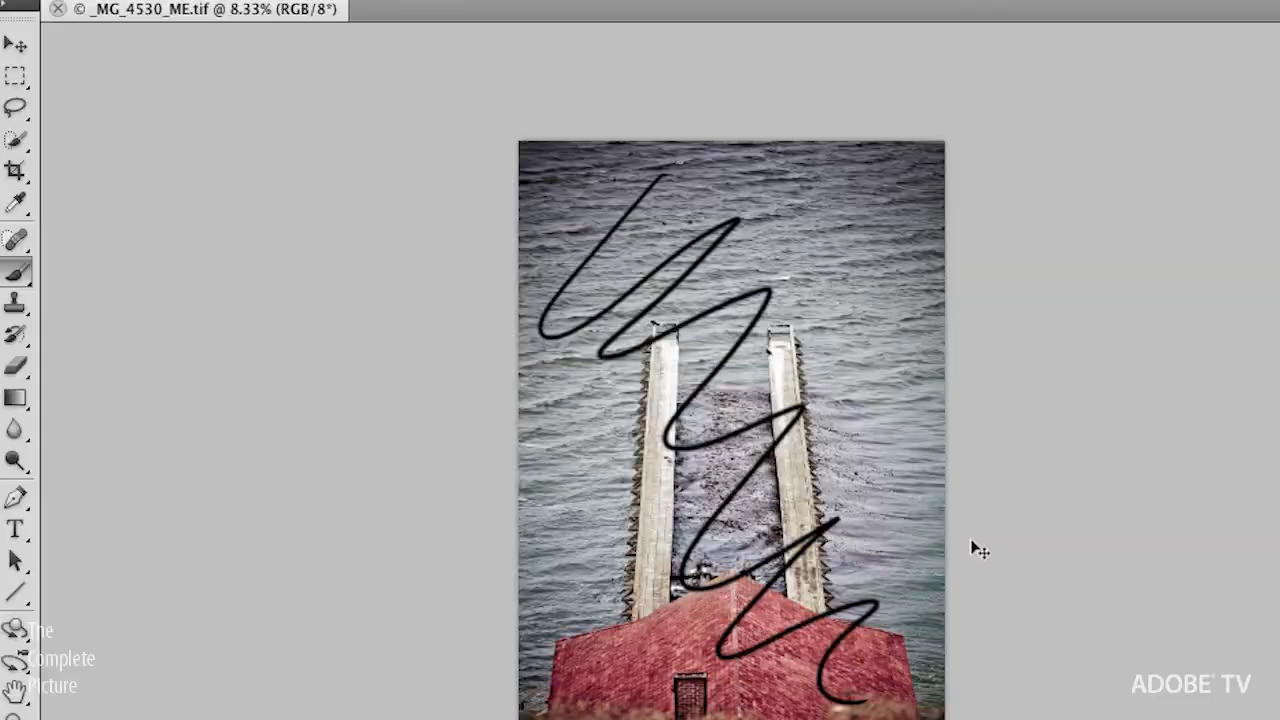 © _MG_4530_ME.tif @ 8.33% (RGB/8*)
The
Complete
Picture
ADOBE® TV